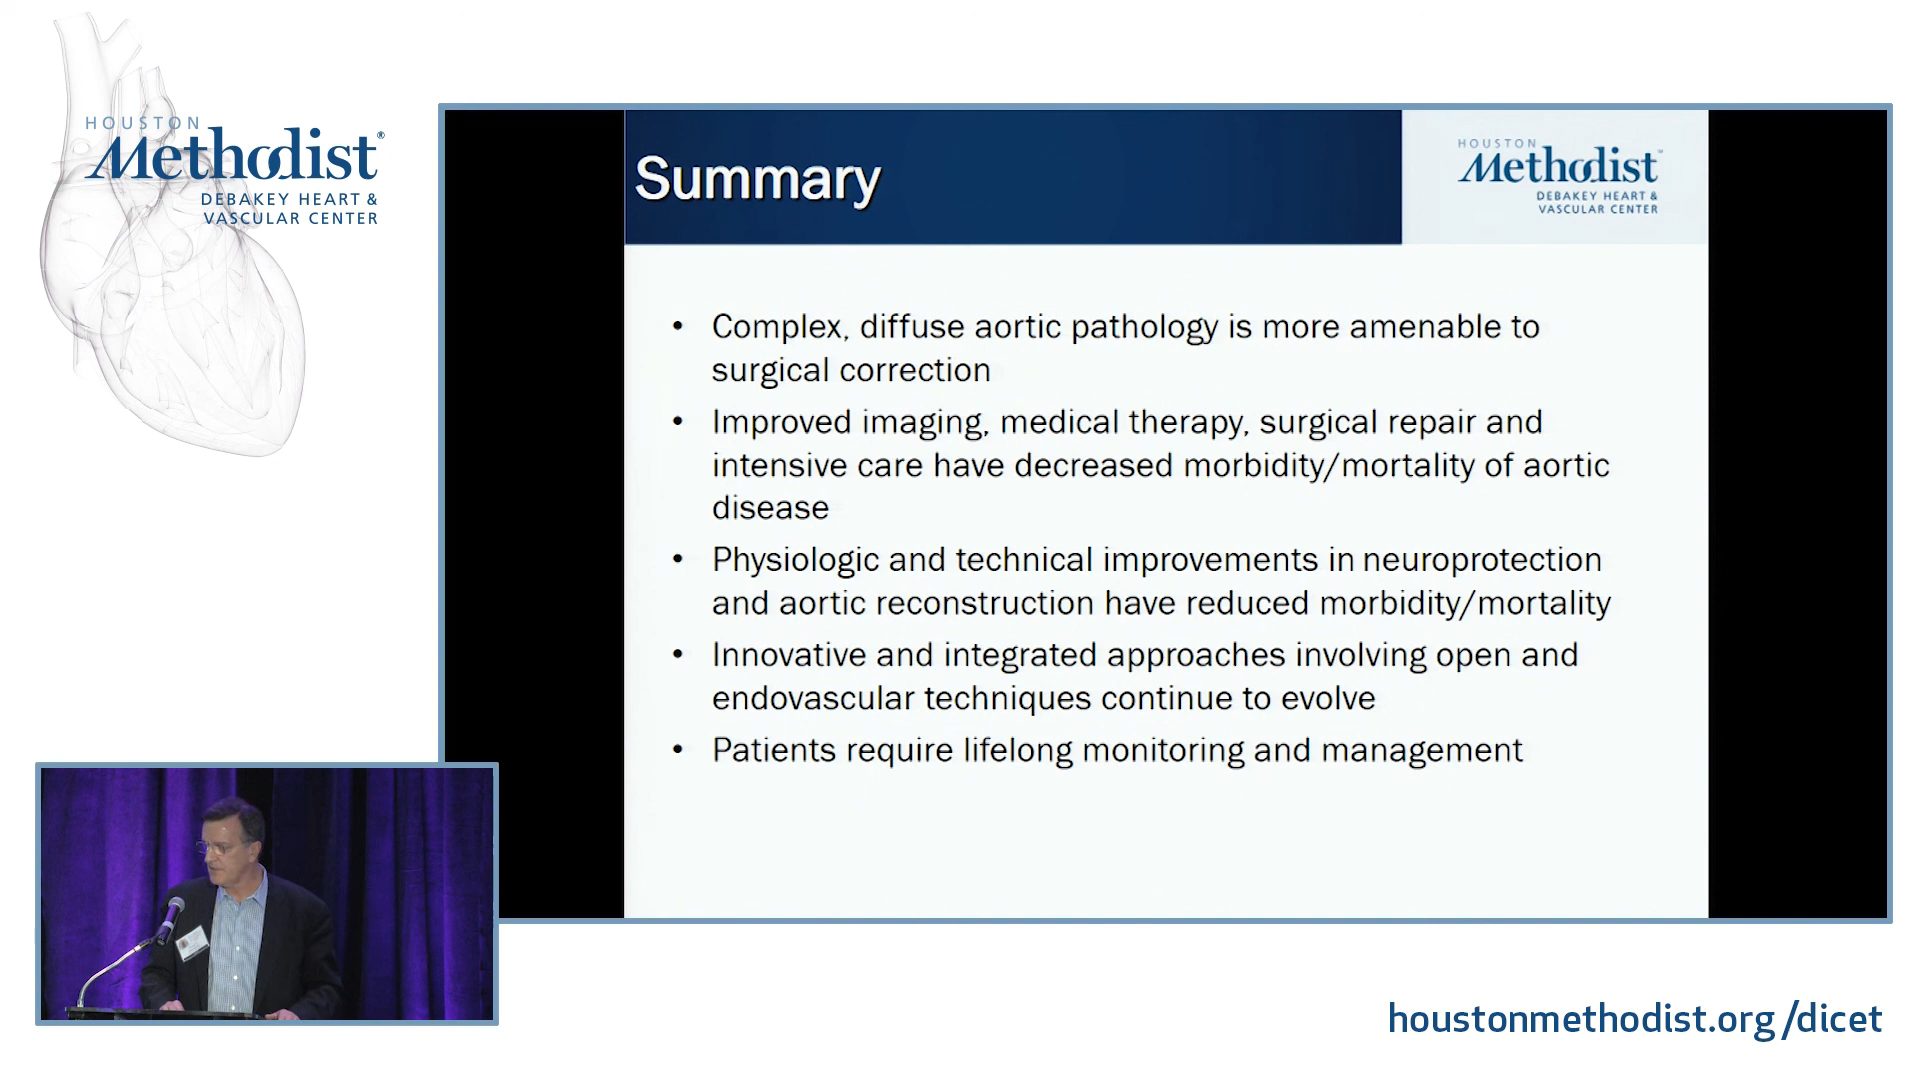 HOUSTON
Methodist®
DEBAKEY HEART &
VASCULAR CENTER
Summary
HOUSTON
Methodist™
DEBAKEY HEART &
VASCULAR CENTER
• Complex, diffuse aortic pathology is more amenable to
surgical correction
• Improved imaging, medical therapy, surgical repair and
intensive care have decreased morbidity/mortality of aortic
disease
• Physiologic and technical improvements in neuroprotection
and aortic reconstruction have reduced morbidity/mortality
• Innovative and integrated approaches involving open and
endovascular techniques continue to evolve
• Patients require lifelong monitoring and management
houstonmethodist.org/dicet